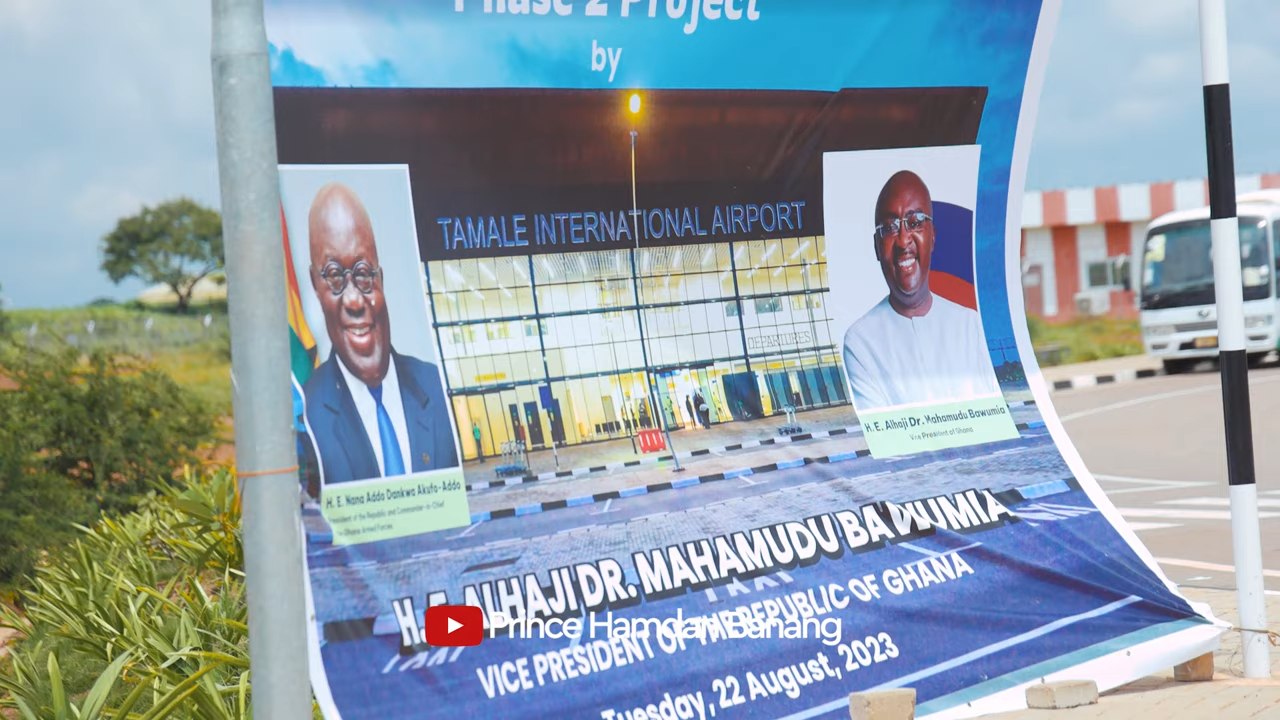 Phase 2 Project
by
TAMALE INTERNATIONAL AIRPORT
DEPARTURES
H. E. Alhaji Dr. Mahamudu Bawumia
Vice President of Ghana
H. E. Nana Addo Dankwa Akufo-Addo
President of the Republic and Commander-in-Chief
Ghana Armed Forces
H. E. ALHAJI DR. MAHAMUDU BAWUMIA
VICE PRESIDENT OF THE REPUBLIC OF GHANA
Prince Hamdan Banang
Tuesday, 22 August, 2023